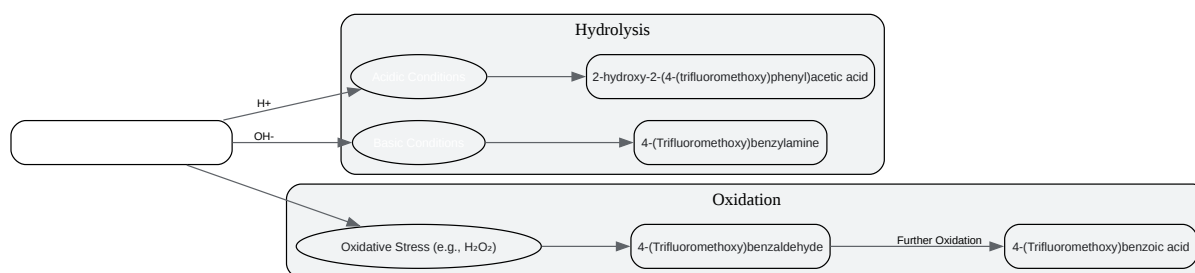 Hydrolysis
Acidic Conditions
2-hydroxy-2-(4-(trifluoromethoxy)phenyl)acetic acid
H+
OH-
Basic Conditions
4-(Trifluoromethoxy)benzylamine
Oxidation
Oxidative Stress (e.g., H₂O₂)
4-(Trifluoromethoxy)benzaldehyde
Further Oxidation
4-(Trifluoromethoxy)benzoic acid